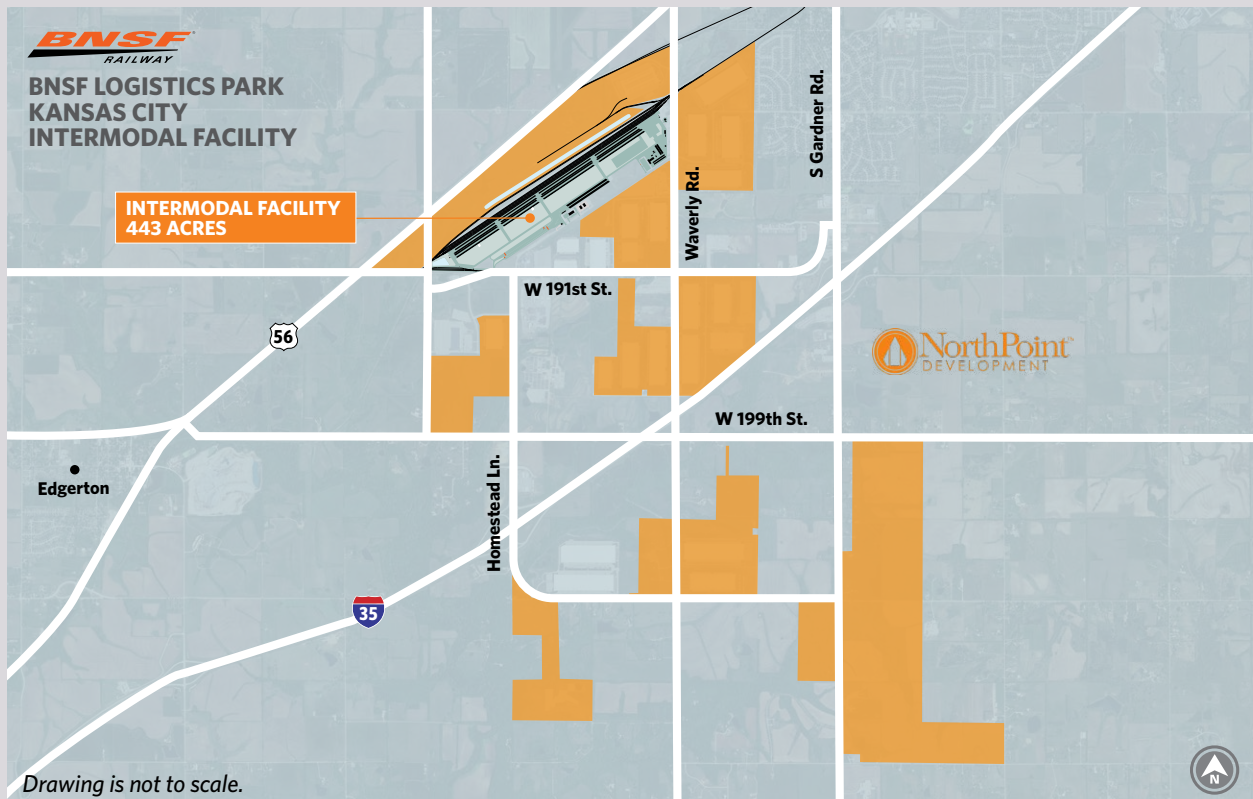 BNSF
RAILWAY
BNSF LOGISTICS PARK
KANSAS CITY
INTERMODAL FACILITY
INTERMODAL FACILITY
443 ACRES
S Gardner Rd.
Waverly Rd.
W 191st St.
56
NorthPoint
DEVELOPMENT
W 199th St.
Edgerton
Homestead Ln.
35
Drawing is not to scale.
N